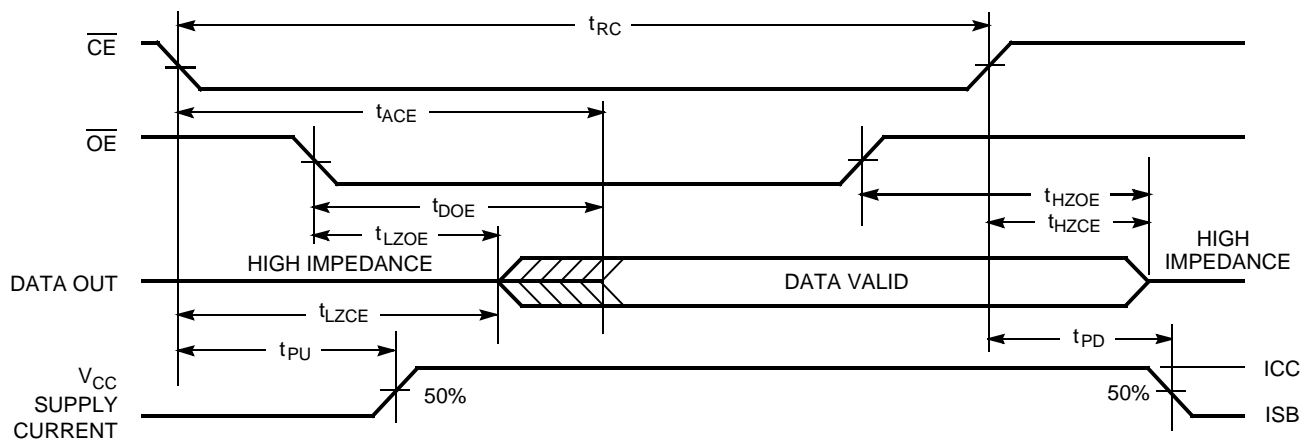 tRC
CE
tACE
OE
tDOE
tHZOE
tLZOE
tHZCE
HIGH IMPEDANCE
HIGH
IMPEDANCE
DATA OUT
DATA VALID
tLZCE
tPU
tPD
VCC
SUPPLY
CURRENT
50%
50%
ICC
ISB